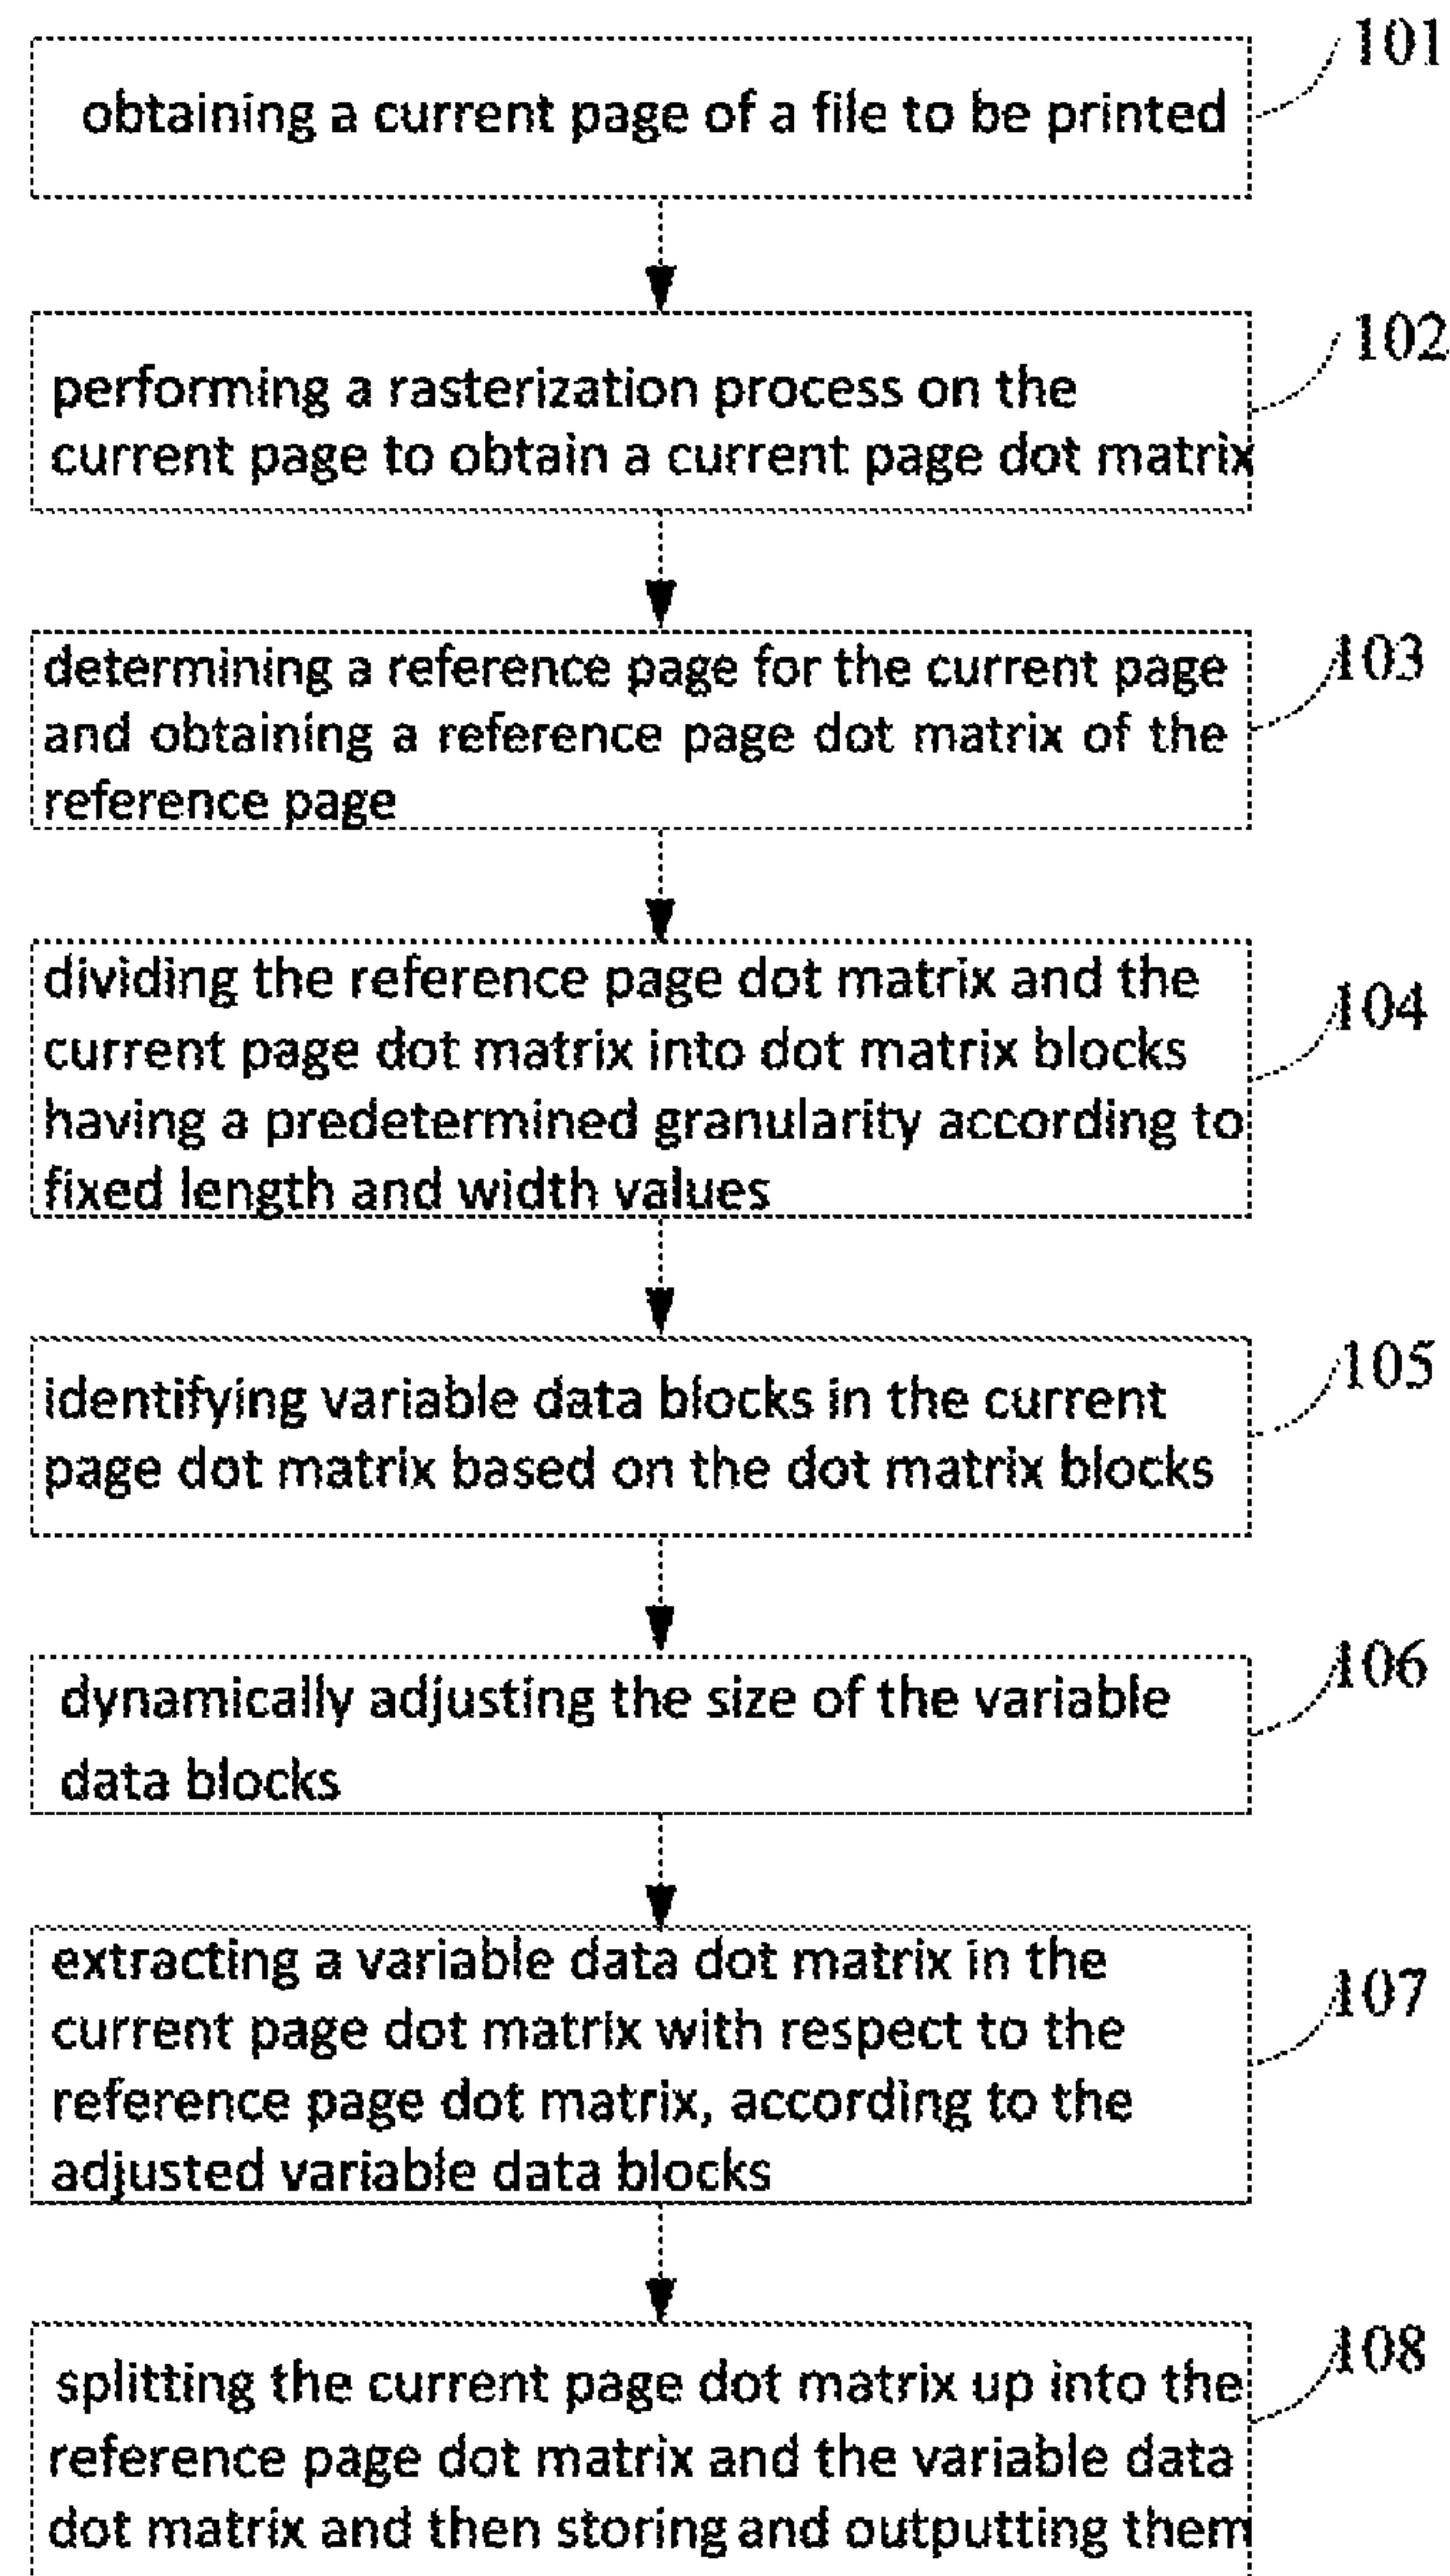 101
obtaining a current page of a file to be printed
102
performing a rasterization process on the
current page to obtain a current page dot matrix
103
determining a reference page for the current page
and obtaining a reference page dot matrix of the
reference page
104
dividing the reference page dot matrix and the
current page dot matrix into dot matrix blocks
having a predetermined granularity according to
fixed length and width values
105
identifying variable data blocks in the current
page dot matrix based on the dot matrix blocks
106
dynamically adjusting the size of the variable
data blocks
107
extracting a variable data dot matrix in the
current page dot matrix with respect to the
reference page dot matrix, according to the
adjusted variable data blocks
108
splitting the current page dot matrix up into the
reference page dot matrix and the variable data
dot matrix and then storing and outputting them